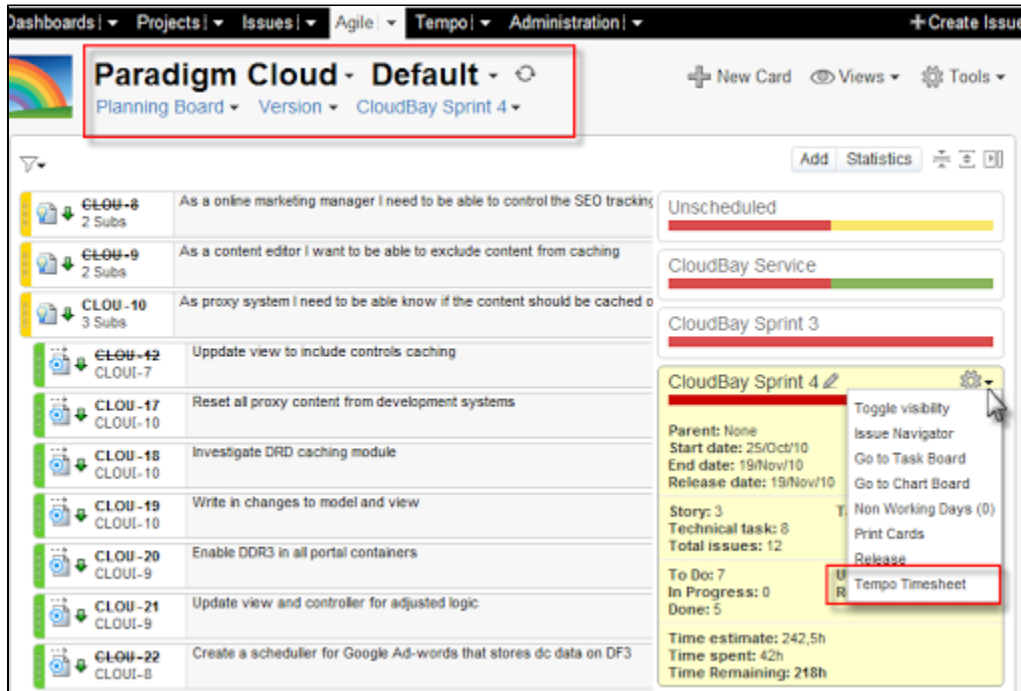 Dashboards Projects Issues Agile Tempo Administration + Create Issue
Paradigm Cloud - Default -
Planning Board Version CloudBay Sprint 4
New Card Views Tools
Add Statistics
CLOU-8 As a online marketing manager I need to be able to control the SEO tracking
2 Subs
CLOU-9 As a content editor I want to be able to exclude content from caching
2 Subs
CLOU-10 As proxy system I need to be able know if the content should be cached o
3 Subs
CLOU-12 Uppdate view to include controls caching
CLOUI-7
CLOU-17 Reset all proxy content from development systems
CLOUI-10
CLOU-18 Investigate DRD caching module
CLOUI-10
CLOU-19 Write in changes to model and view
CLOUI-10
CLOU-20 Enable DDR3 in all portal containers
CLOUI-9
CLOU-21 Update view and controller for adjusted logic
CLOUI-9
CLOU-22 Create a scheduller for Google Ad-words that stores dc data on DF3
CLOUI-8
Unscheduled
CloudBay Service
CloudBay Sprint 3
CloudBay Sprint 4
Parent: None
Start date: 25/Oct/10
End date: 19/Nov/10
Release date: 19/Nov/10
Story: 3
Technical task: 8
Total issues: 12
To Do: 7
In Progress: 0
Done: 5
Time estimate: 242,5h
Time spent: 42h
Time Remaining: 218h
Toggle visibility
Issue Navigator
Go to Task Board
Go to Chart Board
Non Working Days (0)
Print Cards
Release
Tempo Timesheet